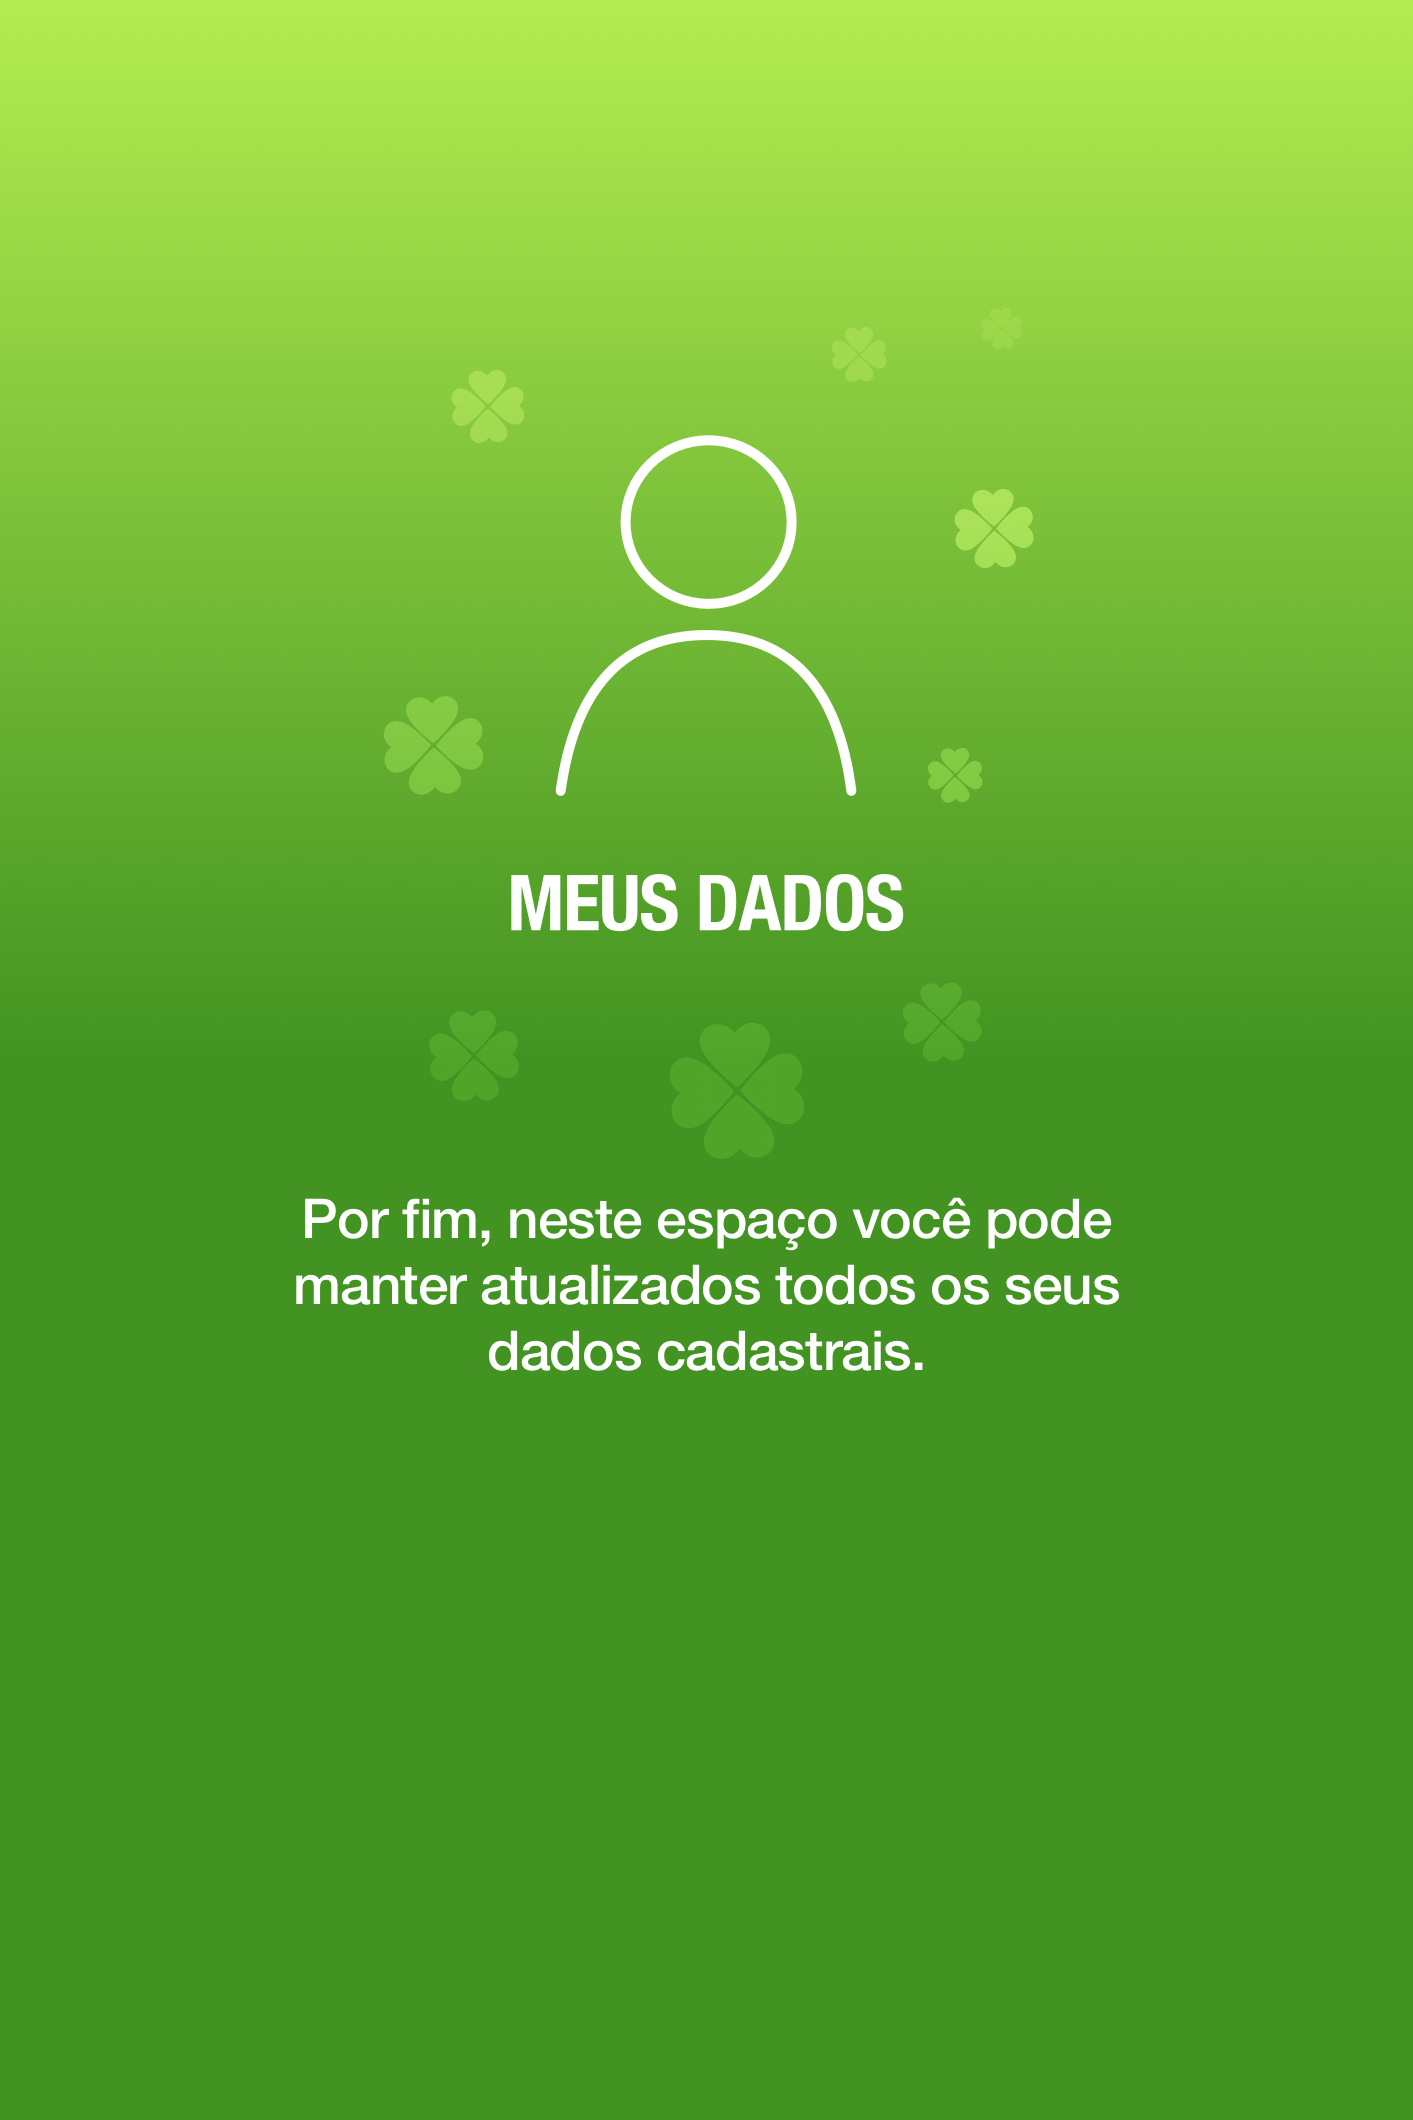 MEUS DADOS
Por fim, neste espaço você pode
manter atualizados todos os seus
dados cadastrais.